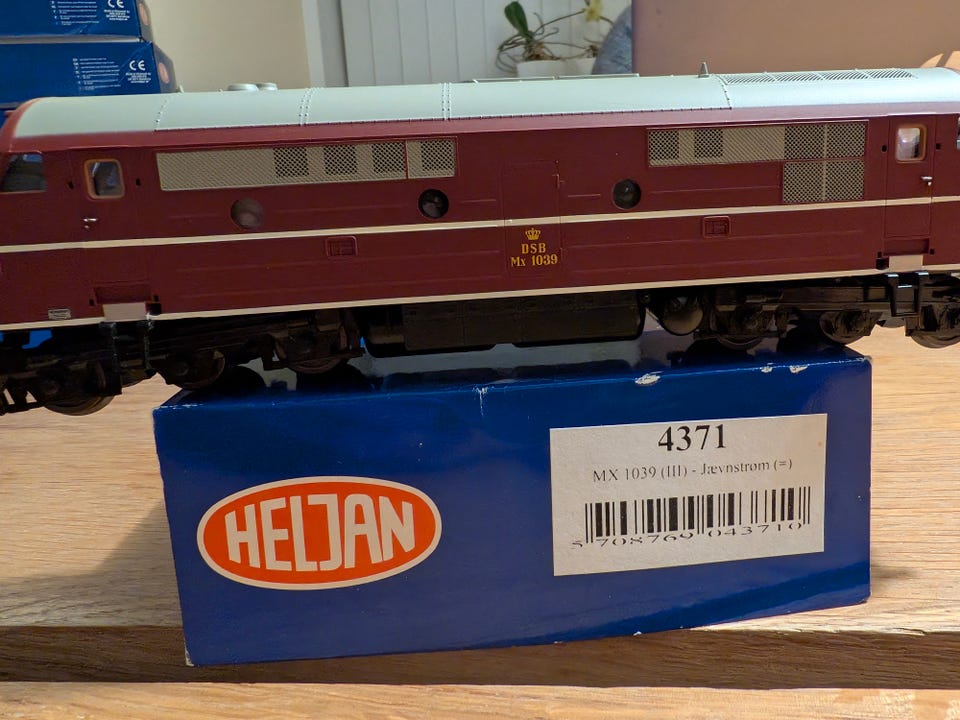 CE
CE
DSB
Mx 1039
HELJAN
4371
MX 1039 (III) - Jævnstrøm (=)
5 708769 043710